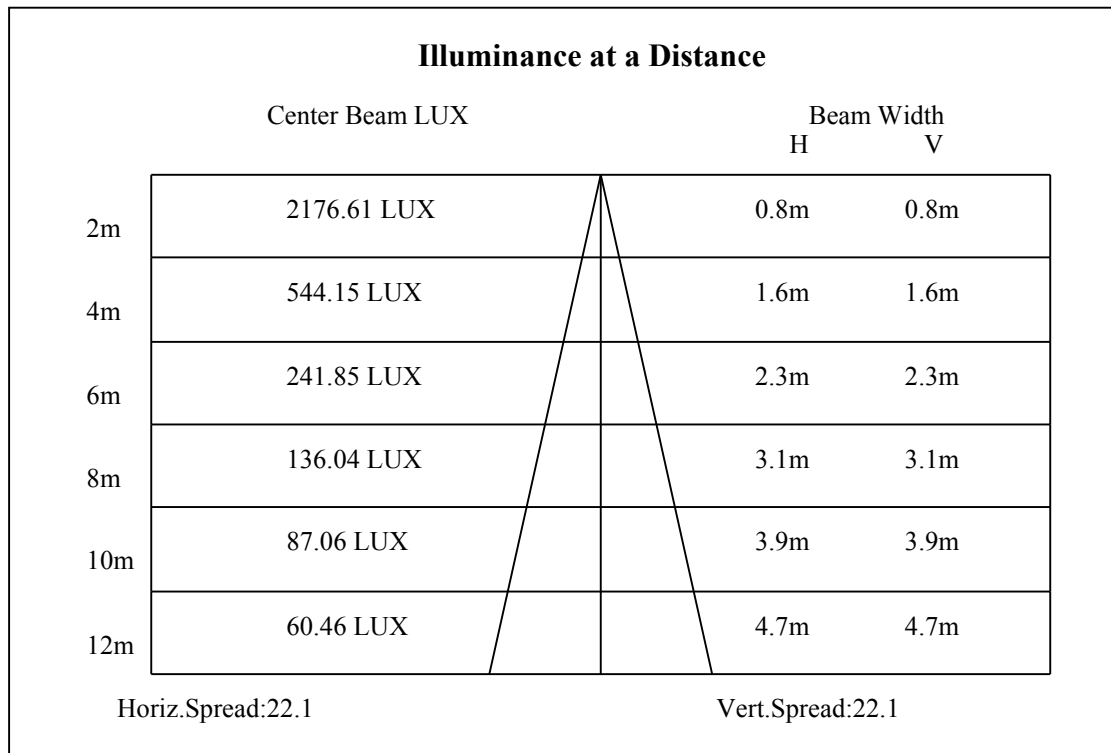 Illuminance at a Distance
Center Beam LUX Beam Width
H V
2m 2176.61 LUX 0.8m 0.8m
4m 544.15 LUX 1.6m 1.6m
6m 241.85 LUX 2.3m 2.3m
8m 136.04 LUX 3.1m 3.1m
10m 87.06 LUX 3.9m 3.9m
12m 60.46 LUX 4.7m 4.7m
Horiz.Spread:22.1 Vert.Spread:22.1